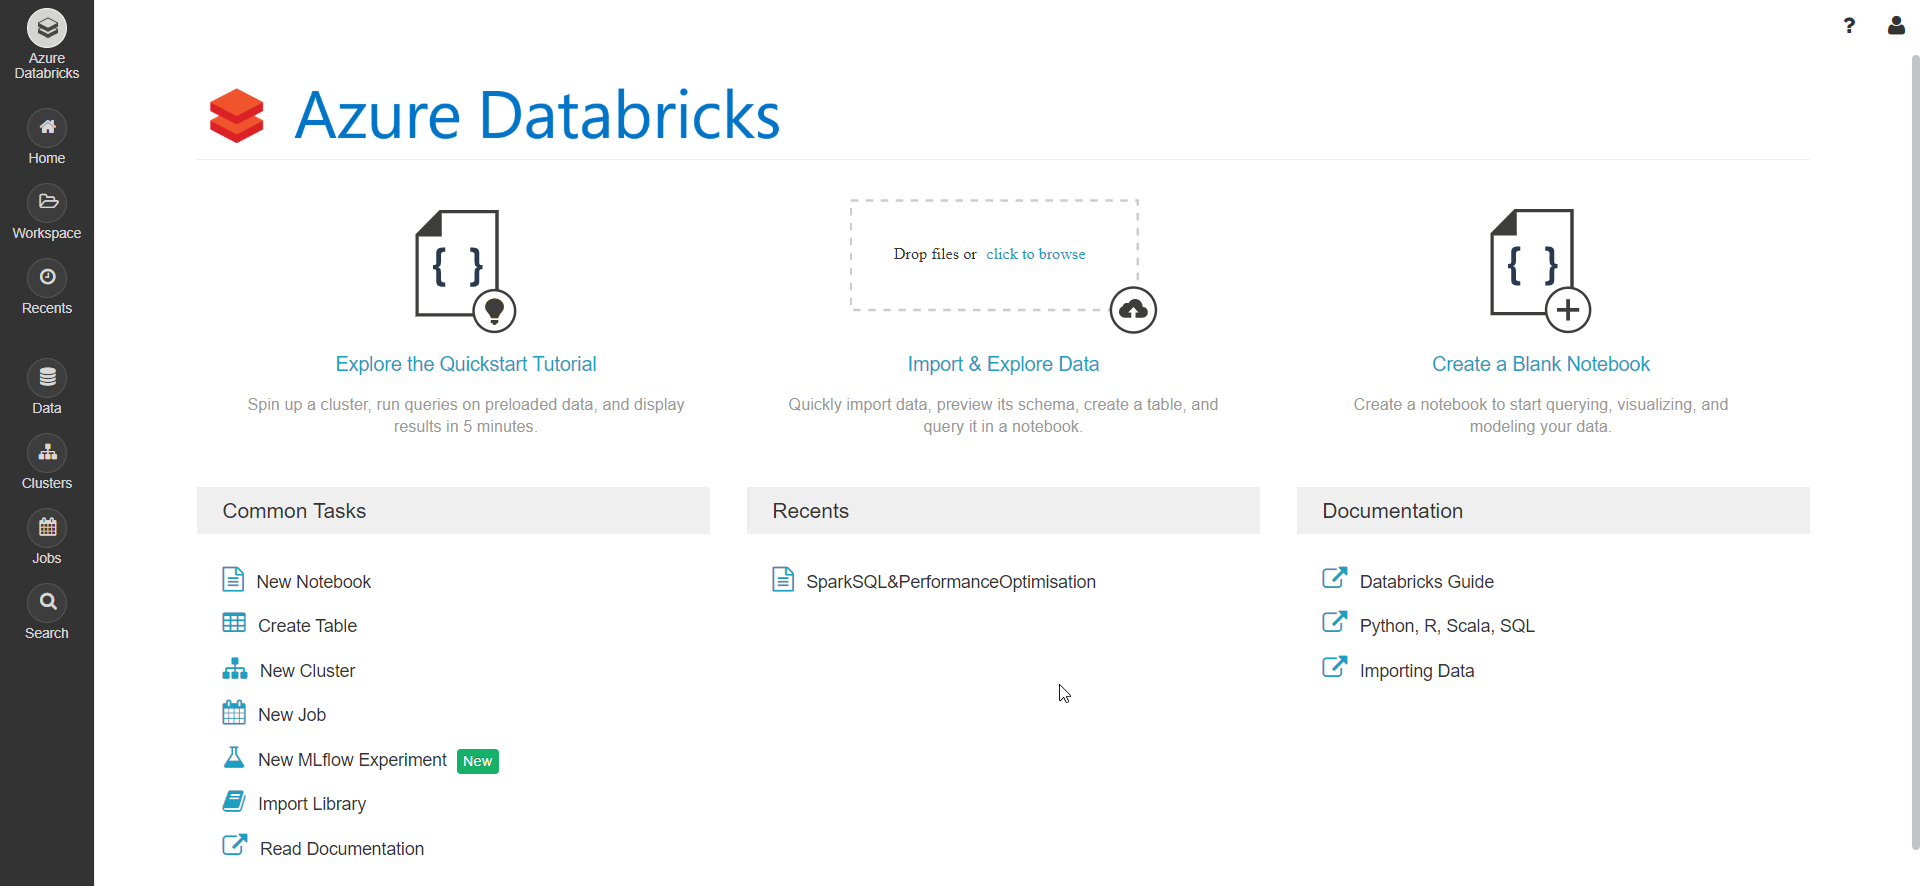 Azure
Databricks
Home
Workspace
Recents
Data
Clusters
Jobs
Search
?
Azure Databricks
{ }
Drop files or click to browse
{ }
Explore the Quickstart Tutorial
Spin up a cluster, run queries on preloaded data, and display
results in 5 minutes.
Import & Explore Data
Quickly import data, preview its schema, create a table, and
query it in a notebook.
Create a Blank Notebook
Create a notebook to start querying, visualizing, and
modeling your data.
Common Tasks
New Notebook
Create Table
New Cluster
New Job
New MLflow Experiment New
Import Library
Read Documentation
Recents
SparkSQL&PerformanceOptimisation
Documentation
Databricks Guide
Python, R, Scala, SQL
Importing Data